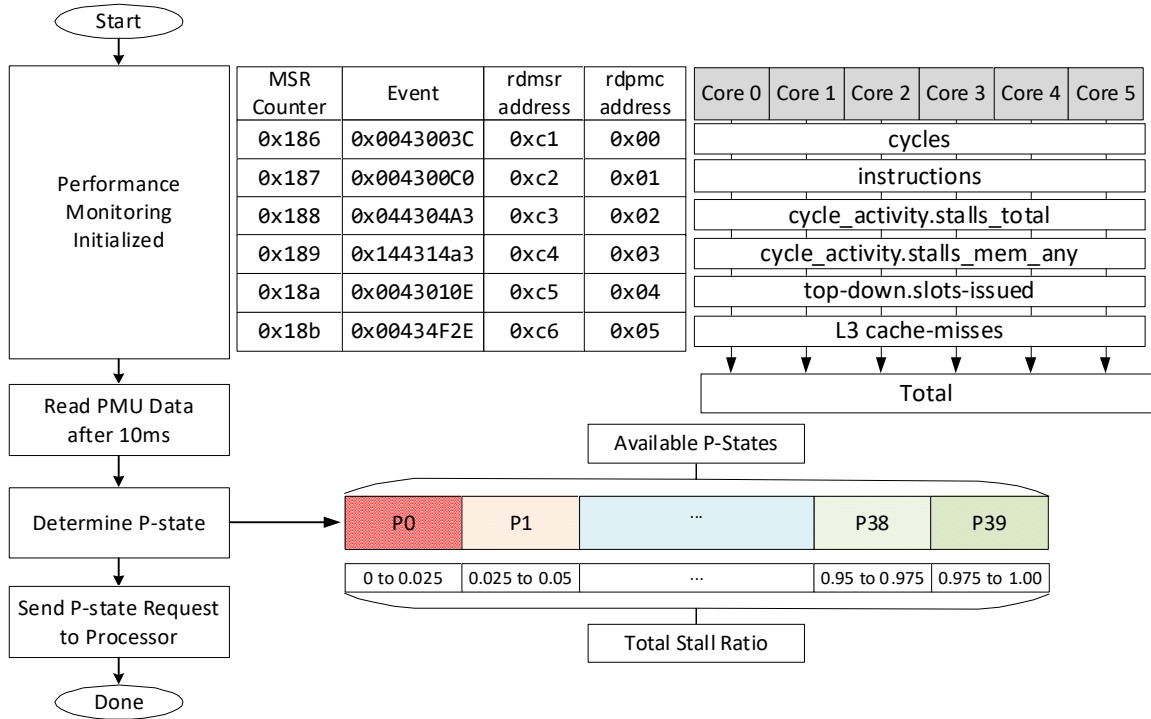 Start
Performance
Monitoring
Initialized
MSR
Counter
Event
rdmsr
address
rdpmc
address
0x186 0x0043003C 0xc1 0x00
0x187 0x004300C0 0xc2 0x01
0x188 0x044304A3 0xc3 0x02
0x189 0x144314a3 0xc4 0x03
0x18a 0x0043010E 0xc5 0x04
0x18b 0x00434F2E 0xc6 0x05
Core 0 Core 1 Core 2 Core 3 Core 4 Core 5
cycles
instructions
cycle_activity.stalls_total
cycle_activity.stalls_mem_any
top-down.slots-issued
L3 cache-misses
Total
Read PMU Data
after 10ms
Available P-States
Determine P-state
P0 P1 ... P38 P39
0 to 0.025 0.025 to 0.05 ... 0.95 to 0.975 0.975 to 1.00
Total Stall Ratio
Send P-state Request
to Processor
Done